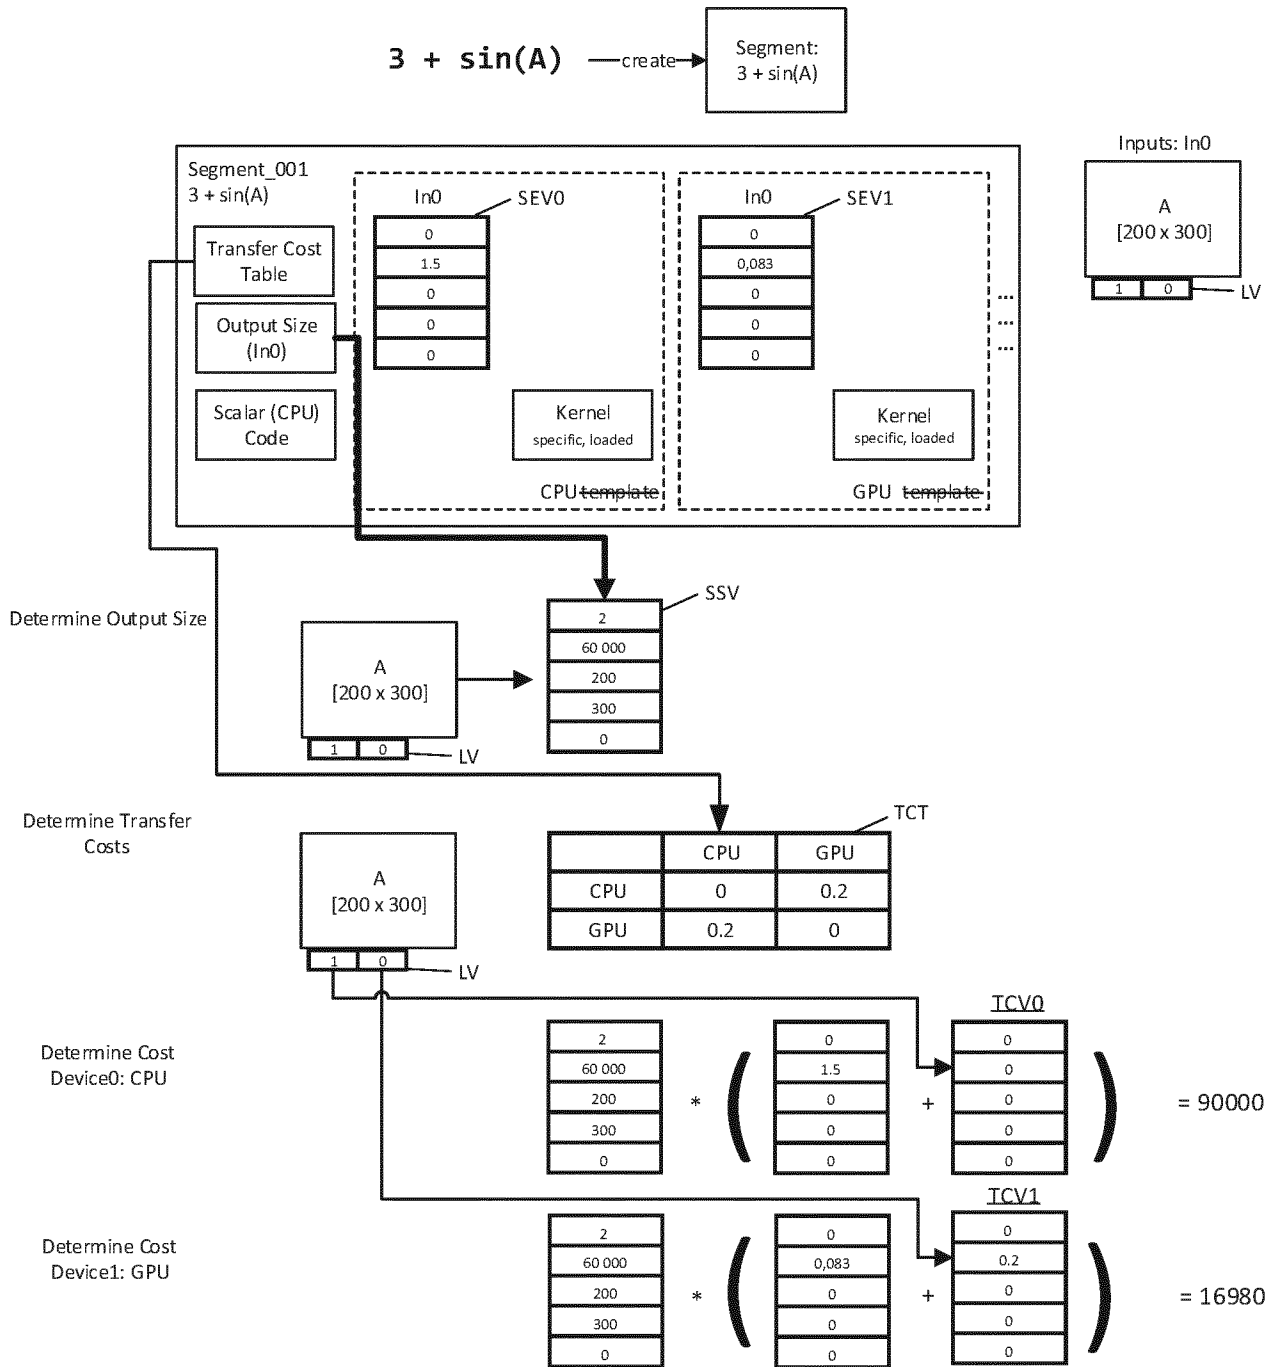 3 + sin(A)
create
Segment:
3 + sin(A)
Inputs: In0
A
[200 x 300]
1 0
LV
Segment_001
3 + sin(A)
Transfer Cost
Table
Output Size
(In0)
Scalar (CPU)
Code
In0
SEV0
0
1.5
0
0
0
Kernel
specific, loaded
CPU template
In0
SEV1
0
0,083
0
0
0
Kernel
specific, loaded
GPU template
...
...
...
Determine Output Size
A
[200 x 300]
1 0
LV
SSV
2
60 000
200
300
0
Determine Transfer
Costs
A
[200 x 300]
1 0
LV
TCT
CPU GPU
CPU 0 0.2
GPU 0.2 0
Determine Cost
Device0: CPU
2
60 000
200
300
0
*
(
0
1.5
0
0
0
+
TCV0
0
0
0
0
0
)
= 90000
Determine Cost
Device1: GPU
2
60 000
200
300
0
*
(
0
0,083
0
0
0
+
TCV1
0
0.2
0
0
0
)
= 16980